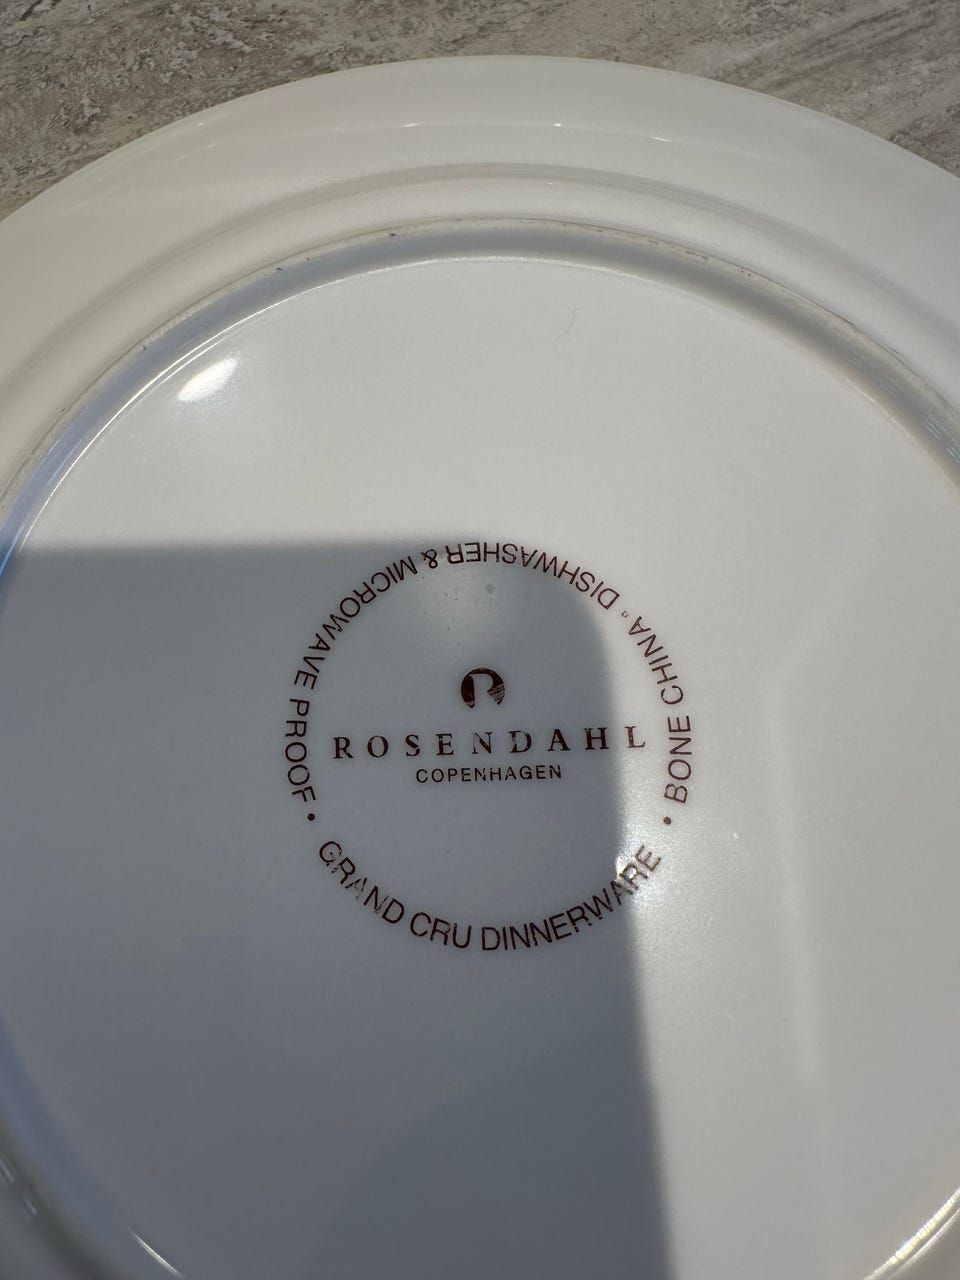 ROSENDAHL
COPENHAGEN
GRAND CRU DINNERWARE • BONE CHINA, DISHWASHER & MICROWAVE PROOF •